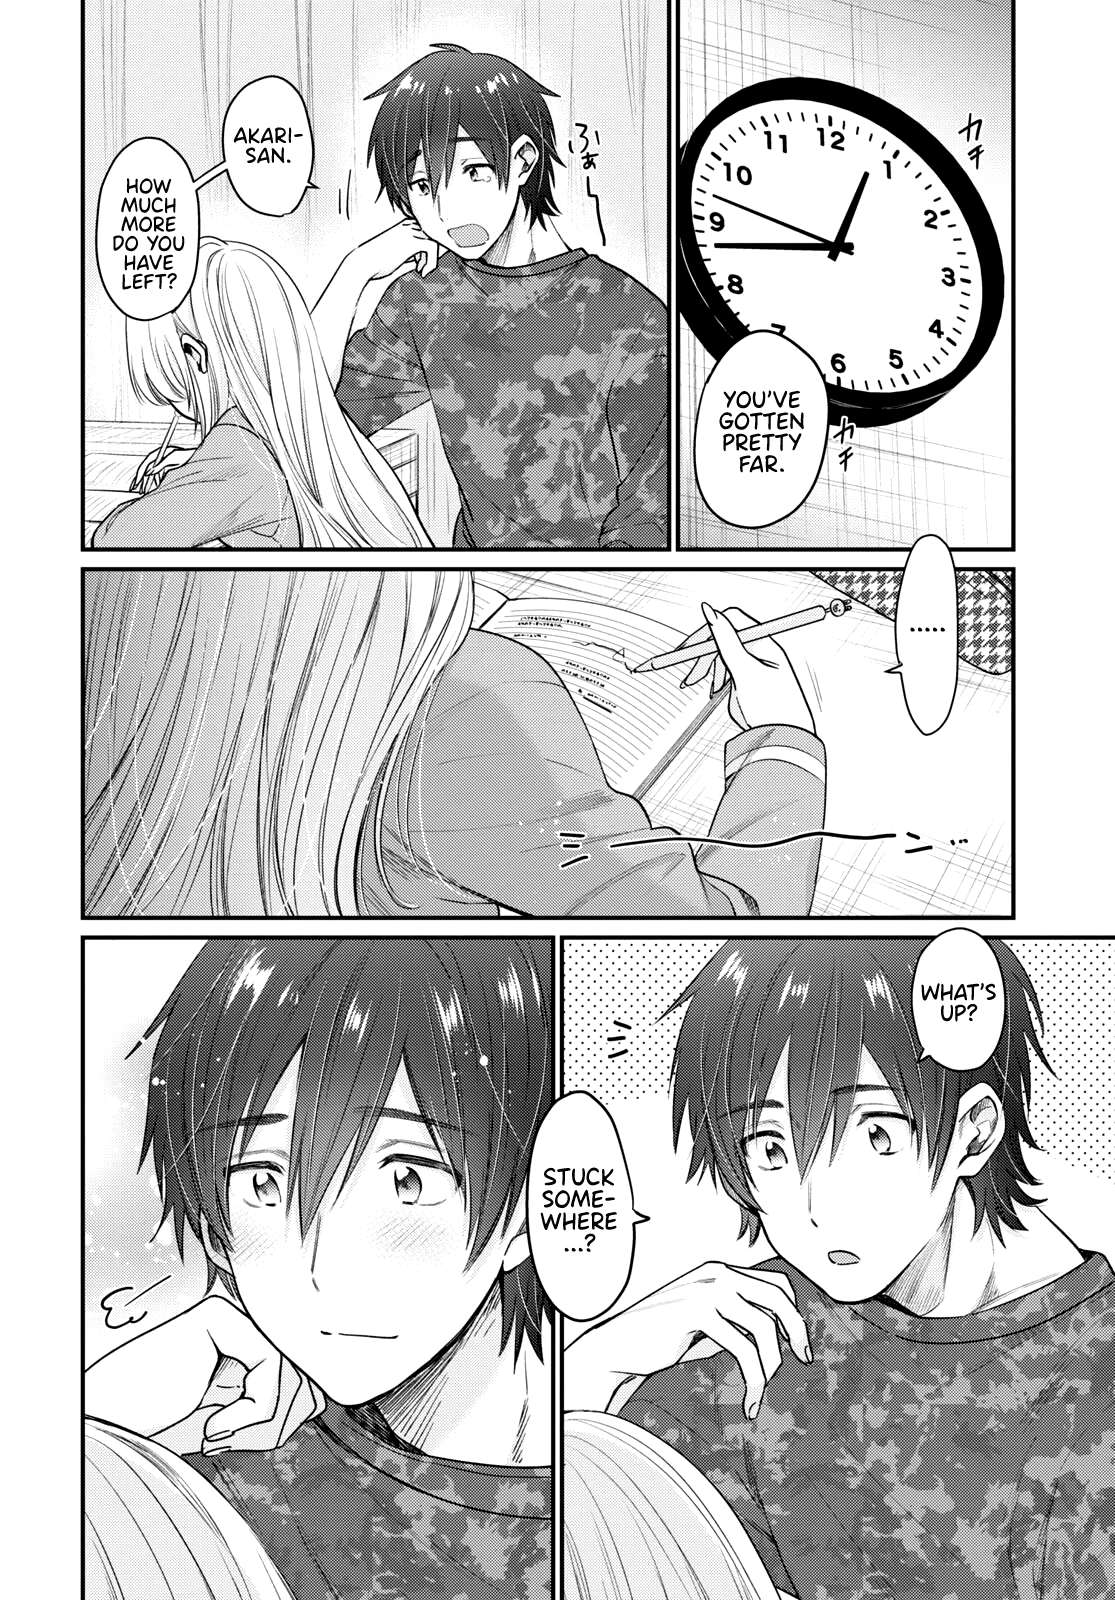 カチ
12
1
2
3
4
5
6
7
8
9
10
11
カチ
YOU'VE
GOTTEN
PRETTY
FAR.
ふぁー
AKARI-
SAN.
HOW
MUCH
MORE
DO YOU
HAVE
LEFT?
......
WHAT'S
UP?
STUCK
SOME-
WHERE
...?